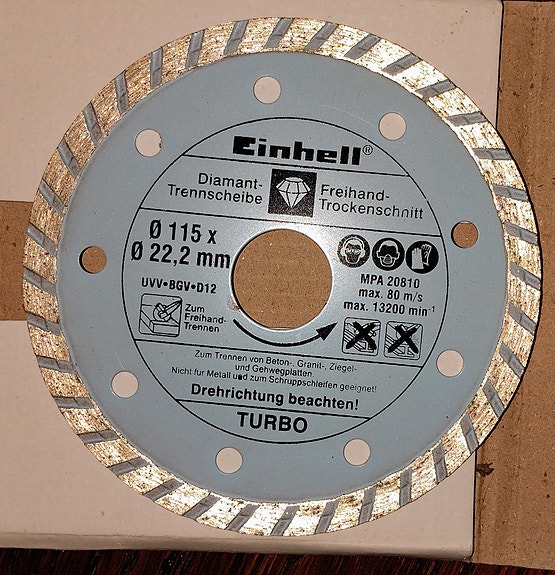 Einhell®
Diamant-
Trennscheibe
Freihand-
Trockenschnitt
Ø 115 x
Ø 22,2 mm
UVV•BGV•D12
MPA 20810
max. 80 m/s
max. 13200 min⁻¹
Zum
Freihand-
Trennen
Zum Trennen von Beton-, Granit-, Ziegel-
und Gehwegplatten.
Nicht für Metall und zum Schruppschleifen geeignet!
Drehrichtung beachten!
TURBO